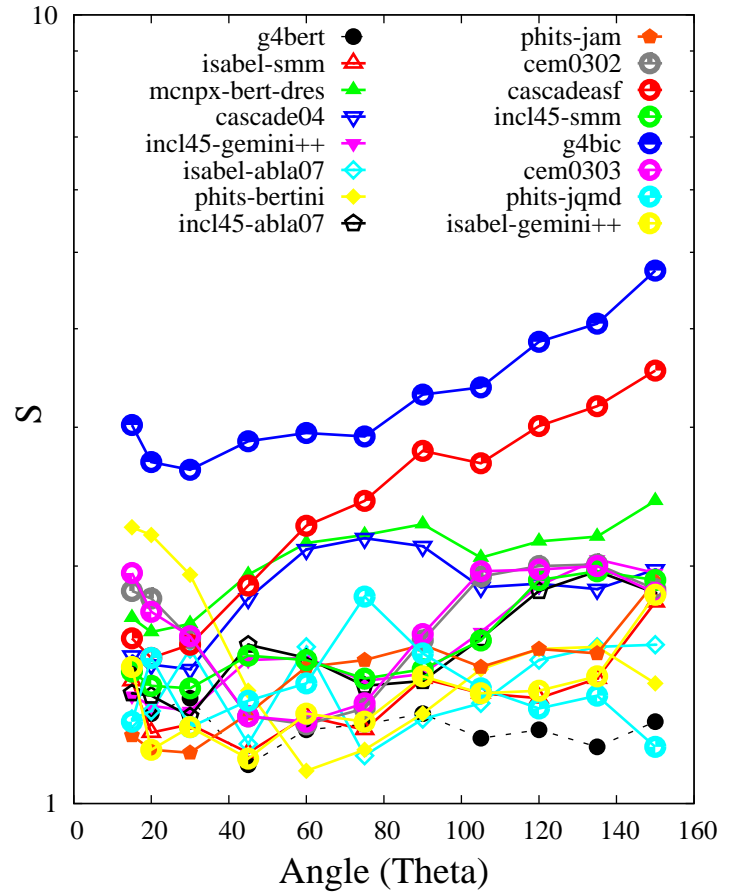 10
g4bert
isabel-smm
mcnpx-bert-dres
cascade04
incl45-gemini++
isabel-abla07
phits-bertini
incl45-abla07
phits-jam
cem0302
cascadeasf
incl45-smm
g4bic
cem0303
phits-jqmd
isabel-gemini++
S
1
0 20 40 60 80 100 120 140 160
Angle (Theta)